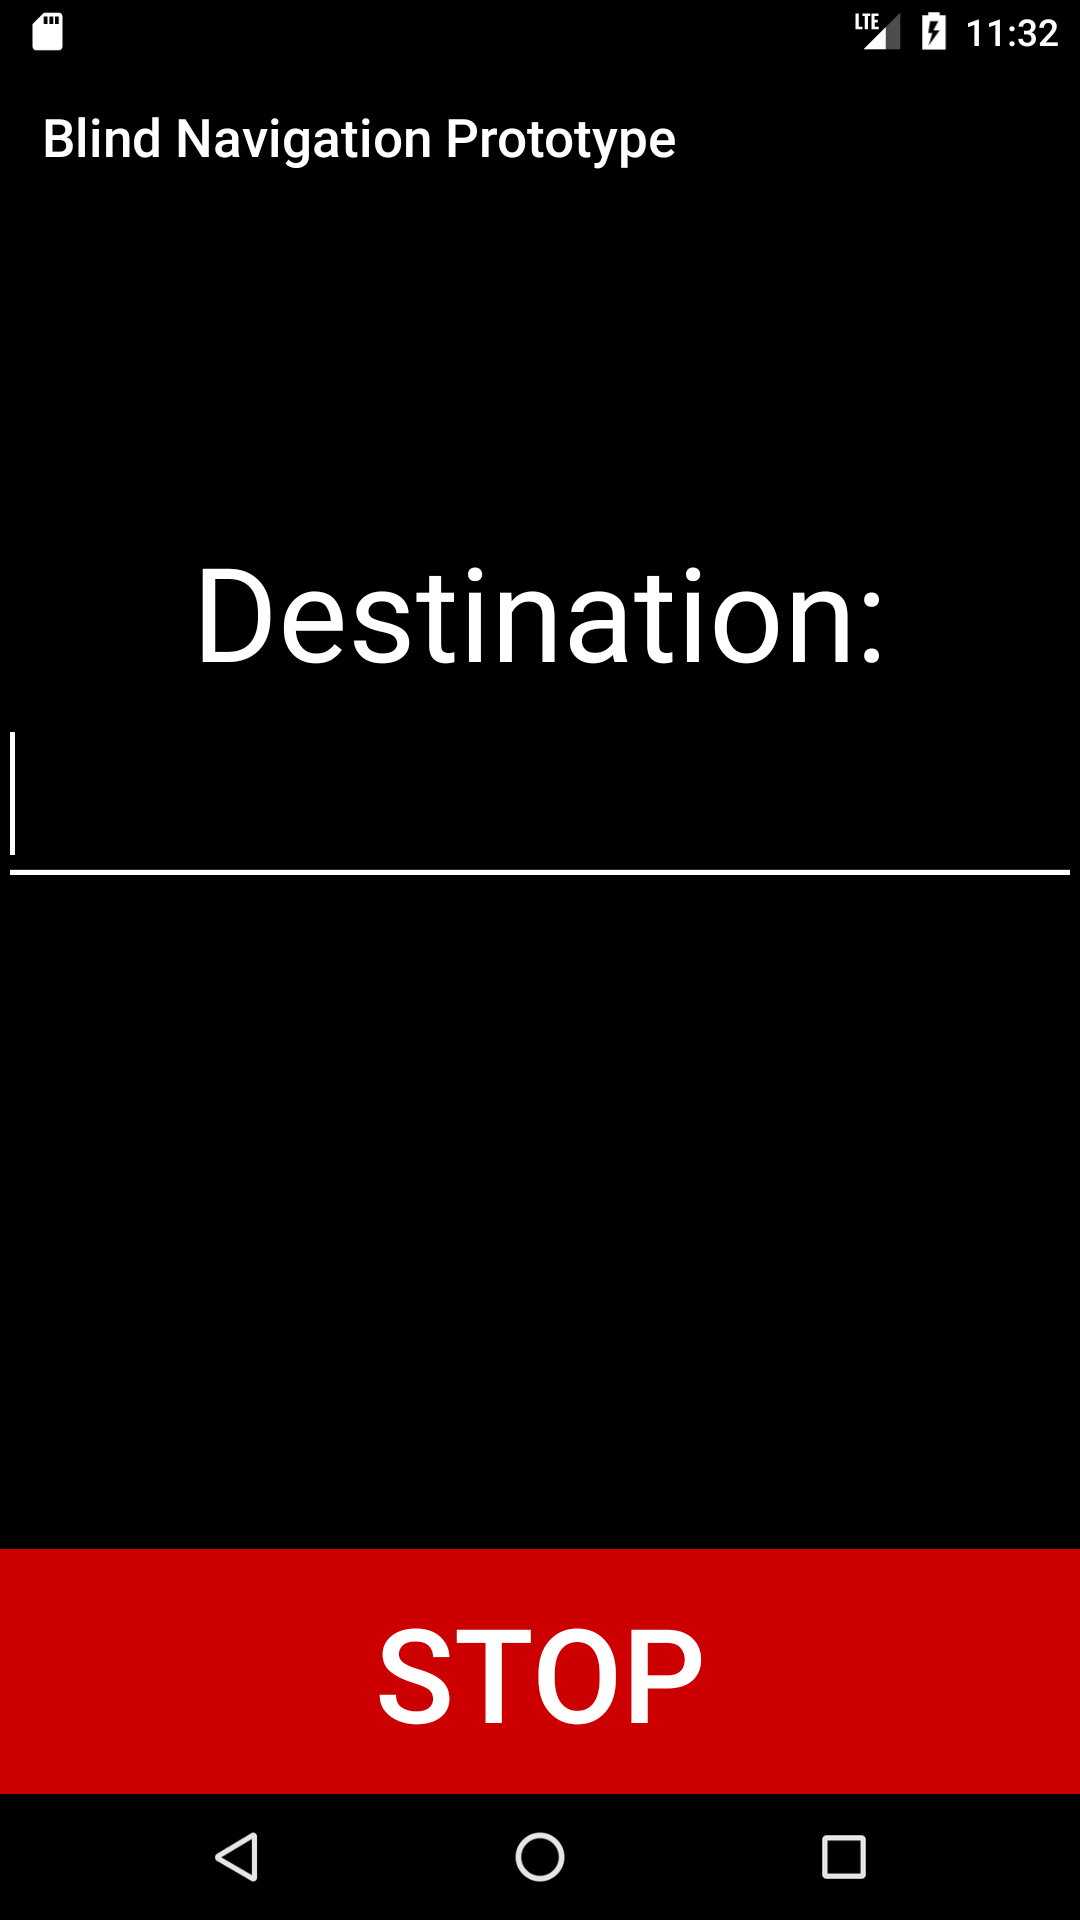 LTE 11:32
Blind Navigation Prototype
Destination:
STOP